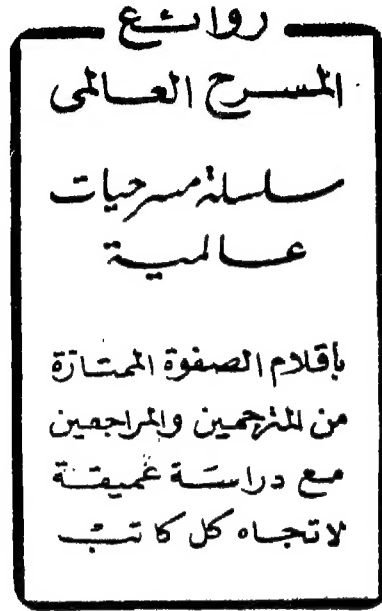 روائع
المسرح العالمى
سلسلة مسرحيات
عالمية
بأقلام الصفوة الممتازة
من المترجمين والمراجعين
مع دراسة عميقة
لاتجاه كل كاتب